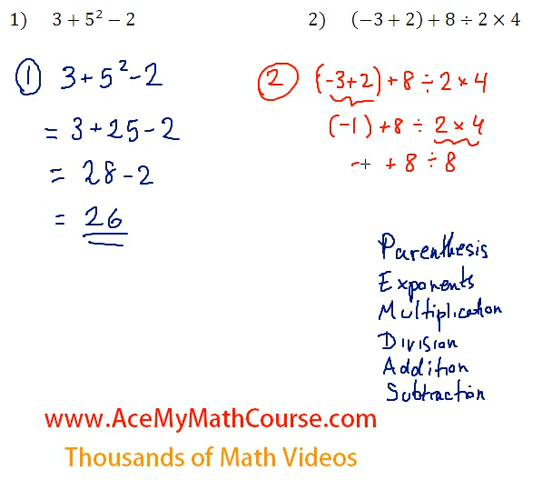 1) 3 + 5² − 2
2) (−3 + 2) + 8 ÷ 2 × 4
① 3+5²-2
= 3+25-2
= 28-2
= 26
② (-3+2)+8÷2×4
(-1)+8÷2×4
- + 8÷8
Parenthesis
Exponents
Multiplication
Division
Addition
Subtraction
www.AceMyMathCourse.com
Thousands of Math Videos